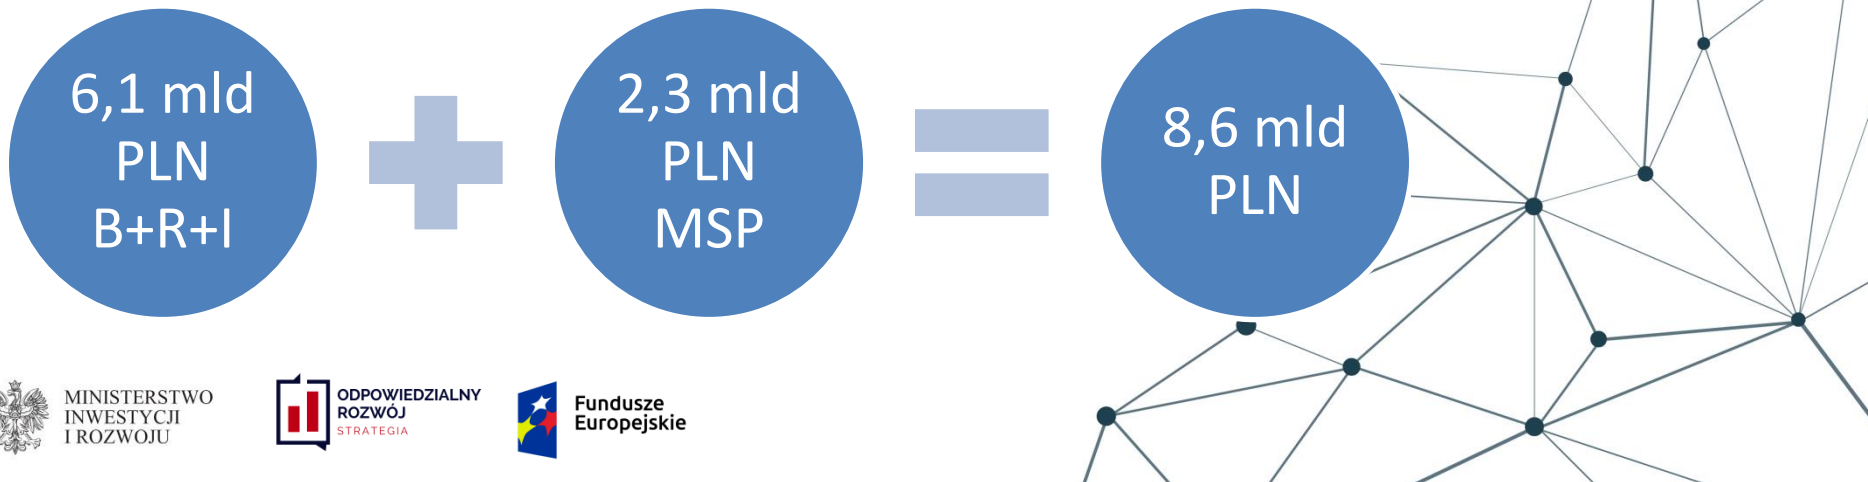 6,1 mld
PLN
B+R+I
2,3 mld
PLN
MSP
8,6 mld
PLN
MINISTERSTWO
INWESTYCJI
I ROZWOJU
ODPOWIEDZIALNY
ROZWÓJ
STRATEGIA
Fundusze
Europejskie